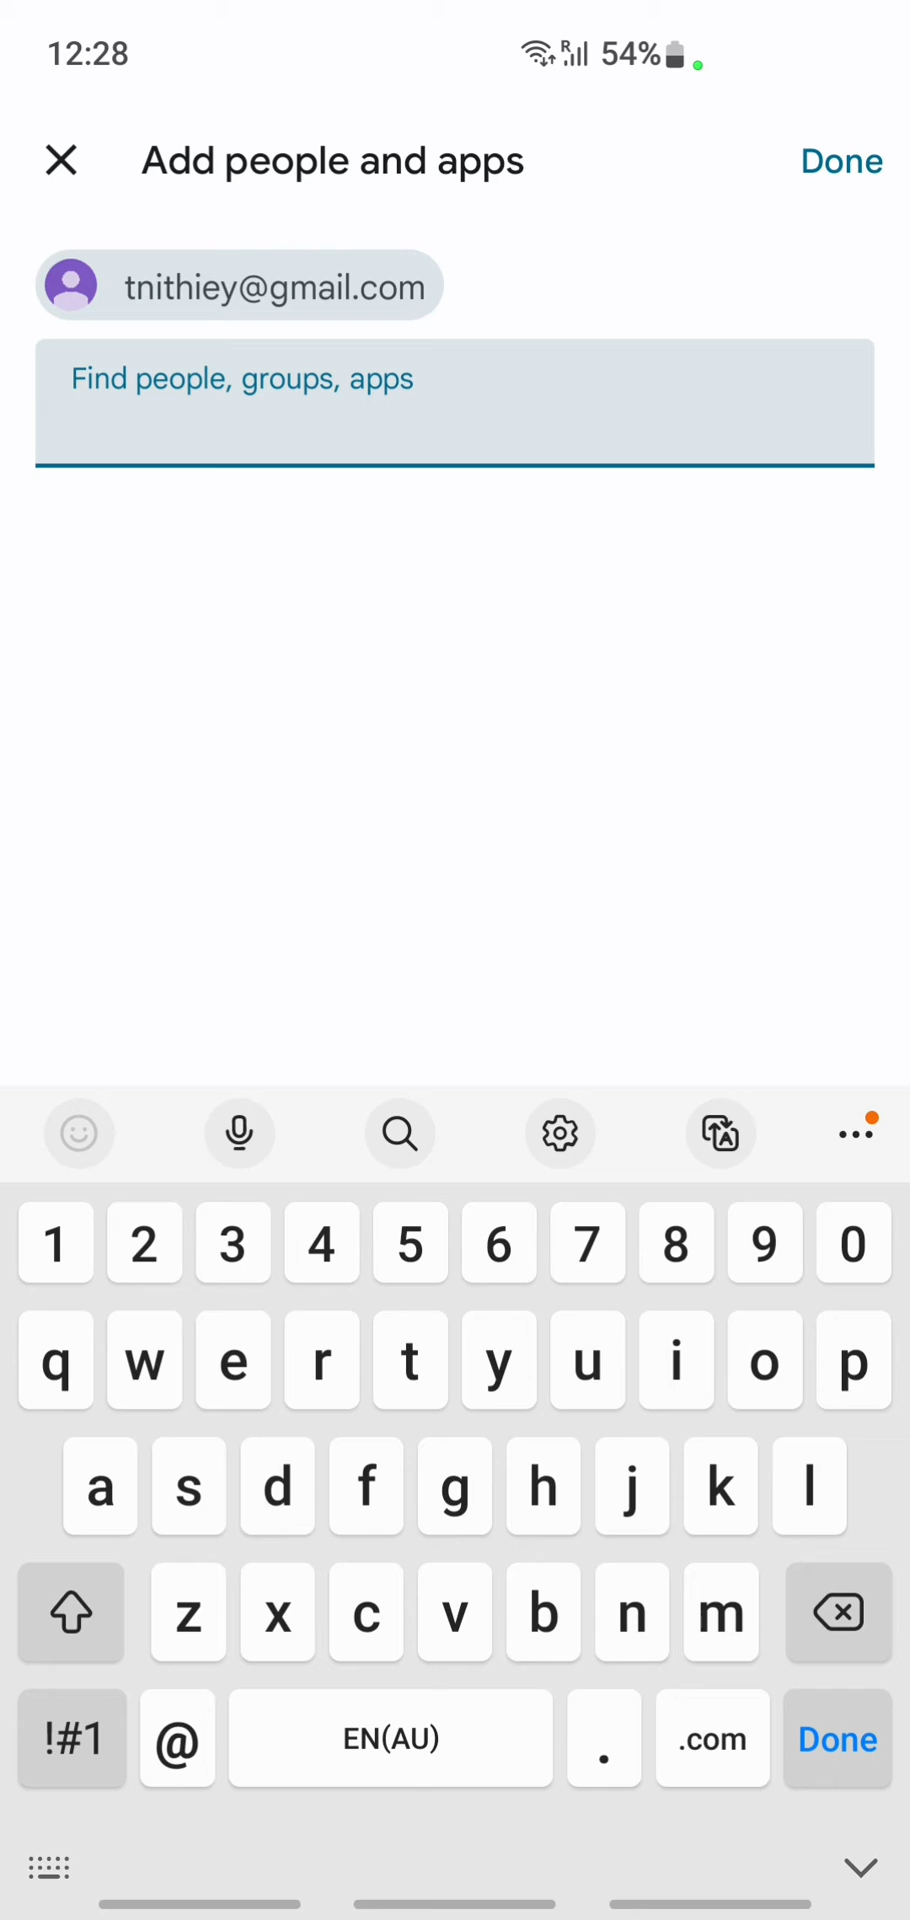 12:28
R 54%
Add people and apps
Done
tnithiey@gmail.com
Find people, groups, apps
1 2 3 4 5 6 7 8 9 0
q w e r t y u i o p
a s d f g h j k l
z x c v b n m
!#1 @ EN(AU) . .com Done